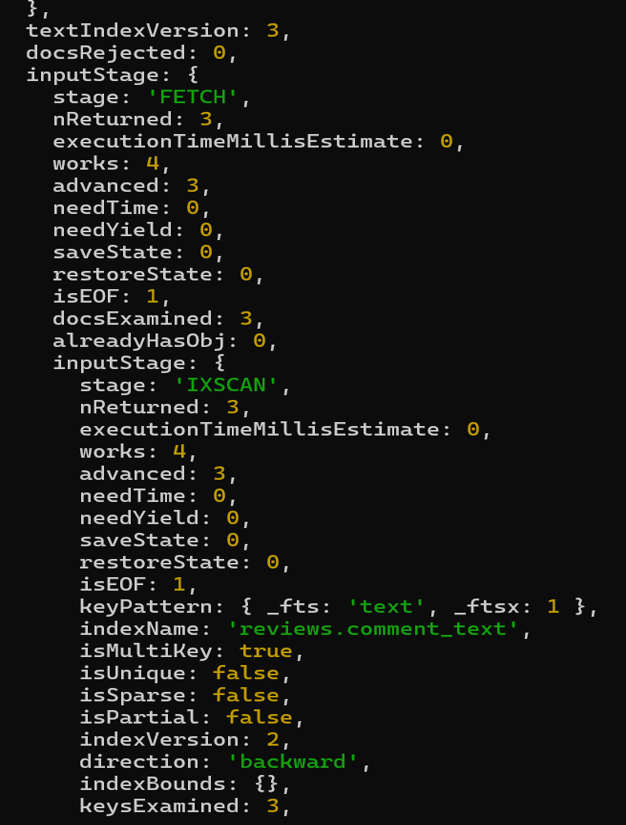 },
textIndexVersion: 3,
docsRejected: 0,
inputStage: {
stage: 'FETCH',
nReturned: 3,
executionTimeMillisEstimate: 0,
works: 4,
advanced: 3,
needTime: 0,
needYield: 0,
saveState: 0,
restoreState: 0,
isEOF: 1,
docsExamined: 3,
alreadyHasObj: 0,
inputStage: {
stage: 'IXSCAN',
nReturned: 3,
executionTimeMillisEstimate: 0,
works: 4,
advanced: 3,
needTime: 0,
needYield: 0,
saveState: 0,
restoreState: 0,
isEOF: 1,
keyPattern: { _fts: 'text', _ftsx: 1 },
indexName: 'reviews.comment_text',
isMultiKey: true,
isUnique: false,
isSparse: false,
isPartial: false,
indexVersion: 2,
direction: 'backward',
indexBounds: {},
keysExamined: 3,